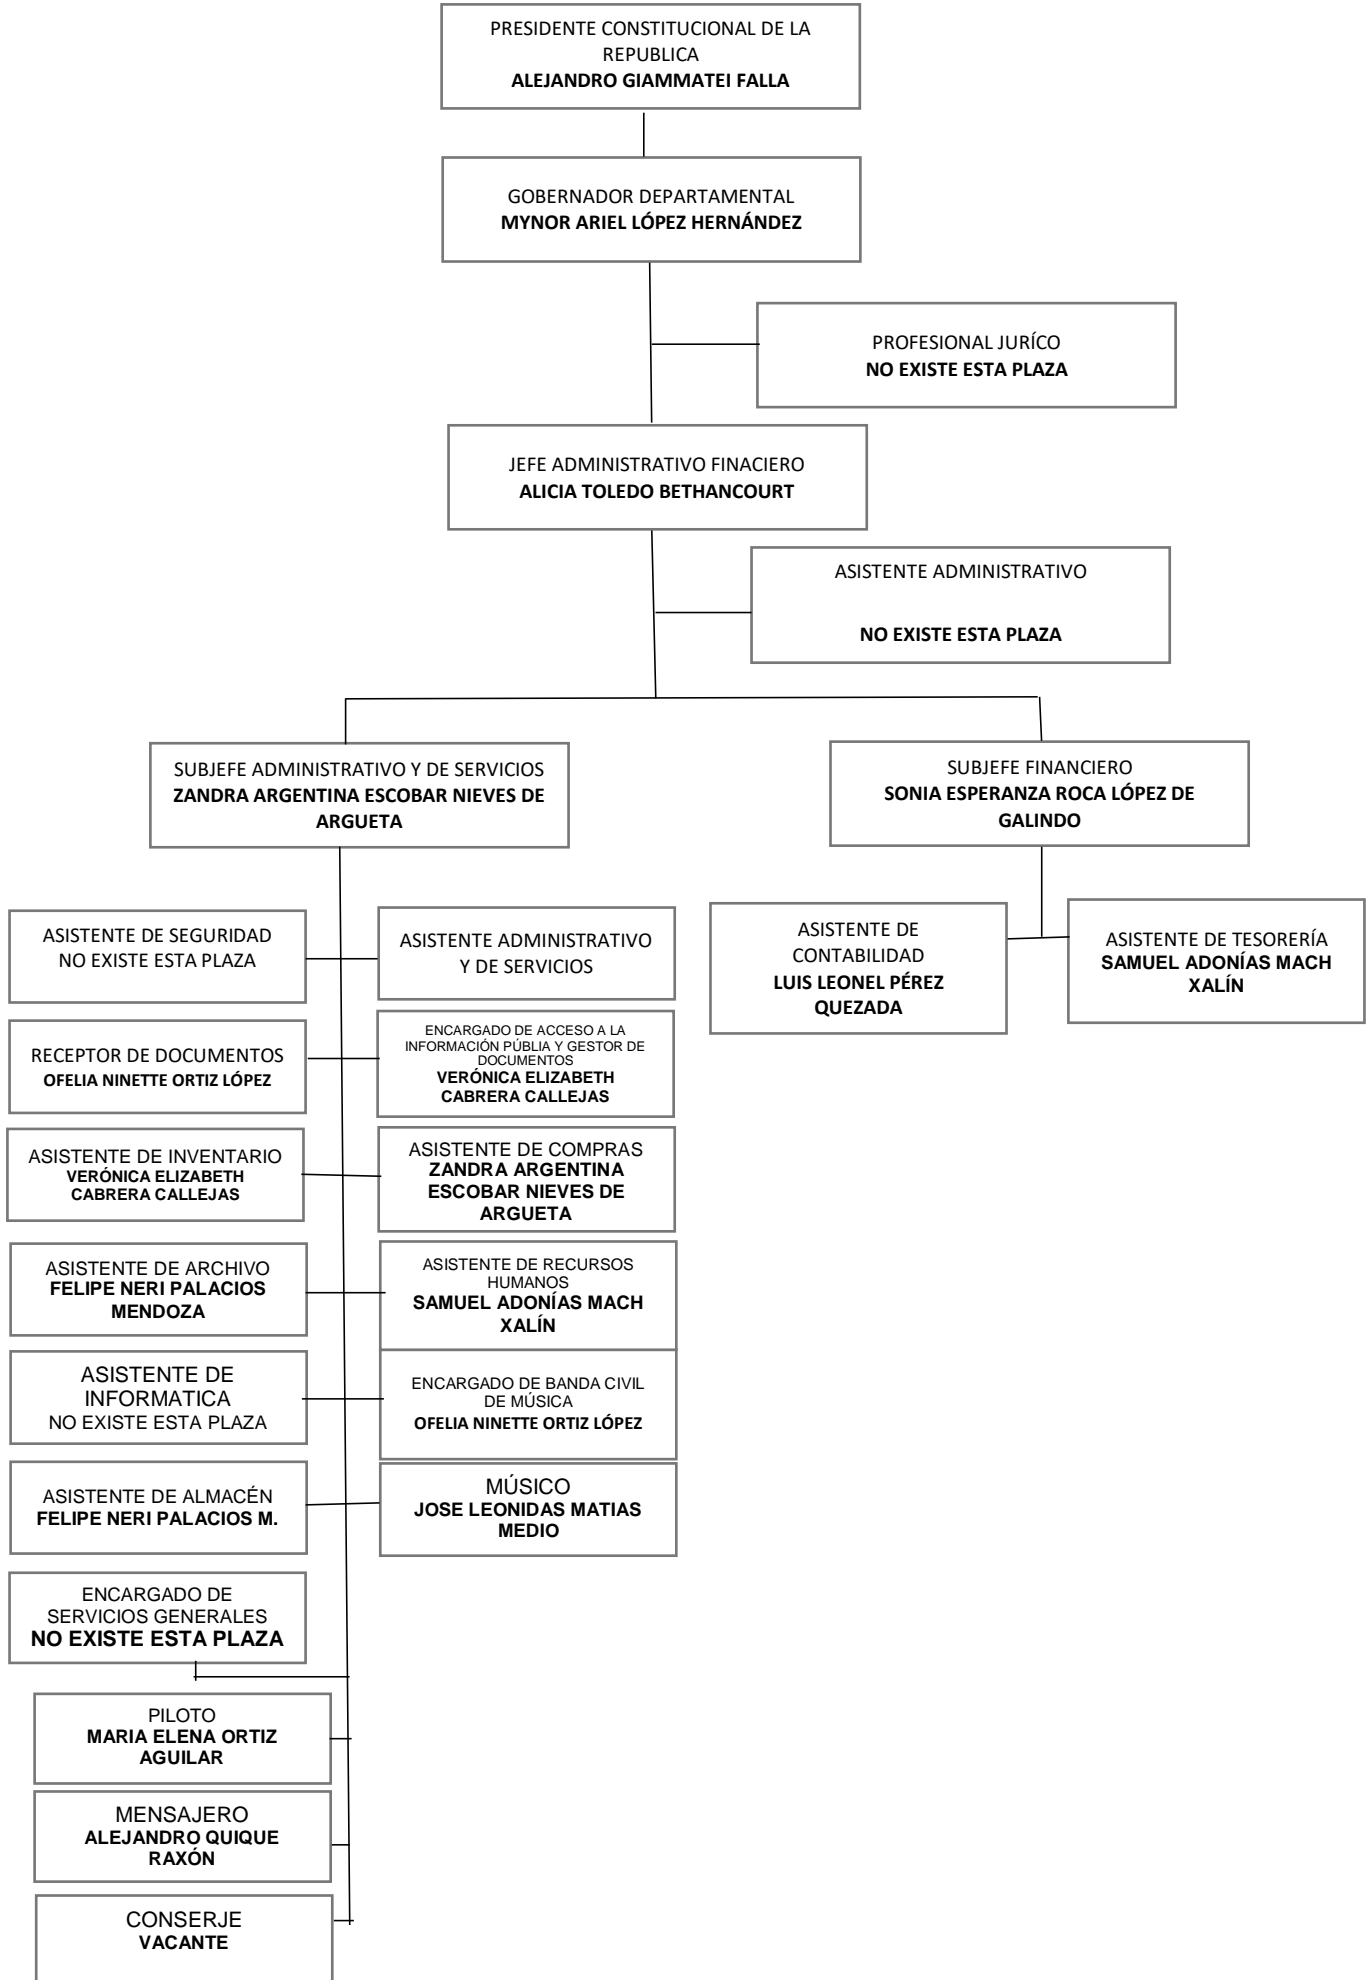 PRESIDENTE CONSTITUCIONAL DE LA
REPUBLICA
ALEJANDRO GIAMMATEI FALLA
GOBERNADOR DEPARTAMENTAL
MYNOR ARIEL LÓPEZ HERNÁNDEZ
PROFESIONAL JURÍCO
NO EXISTE ESTA PLAZA
JEFE ADMINISTRATIVO FINACIERO
ALICIA TOLEDO BETHANCOURT
ASISTENTE ADMINISTRATIVO
NO EXISTE ESTA PLAZA
SUBJEFE ADMINISTRATIVO Y DE SERVICIOS
ZANDRA ARGENTINA ESCOBAR NIEVES DE
ARGUETA
SUBJEFE FINANCIERO
SONIA ESPERANZA ROCA LÓPEZ DE
GALINDO
ASISTENTE DE SEGURIDAD
NO EXISTE ESTA PLAZA
ASISTENTE ADMINISTRATIVO
Y DE SERVICIOS
ASISTENTE DE
CONTABILIDAD
LUIS LEONEL PÉREZ
QUEZADA
ASISTENTE DE TESORERÍA
SAMUEL ADONÍAS MACH
XALÍN
RECEPTOR DE DOCUMENTOS
OFELIA NINETTE ORTIZ LÓPEZ
ENCARGADO DE ACCESO A LA
INFORMACIÓN PÚBLIA Y GESTOR DE
DOCUMENTOS
VERÓNICA ELIZABETH
CABRERA CALLEJAS
ASISTENTE DE INVENTARIO
VERÓNICA ELIZABETH
CABRERA CALLEJAS
ASISTENTE DE COMPRAS
ZANDRA ARGENTINA
ESCOBAR NIEVES DE
ARGUETA
ASISTENTE DE ARCHIVO
FELIPE NERI PALACIOS
MENDOZA
ASISTENTE DE RECURSOS
HUMANOS
SAMUEL ADONÍAS MACH
XALÍN
ASISTENTE DE
INFORMATICA
NO EXISTE ESTA PLAZA
ENCARGADO DE BANDA CIVIL
DE MÚSICA
OFELIA NINETTE ORTIZ LÓPEZ
ASISTENTE DE ALMACÉN
FELIPE NERI PALACIOS M.
MÚSICO
JOSE LEONIDAS MATIAS
MEDIO
ENCARGADO DE
SERVICIOS GENERALES
NO EXISTE ESTA PLAZA
PILOTO
MARIA ELENA ORTIZ
AGUILAR
MENSAJERO
ALEJANDRO QUIQUE
RAXÓN
CONSERJE
VACANTE